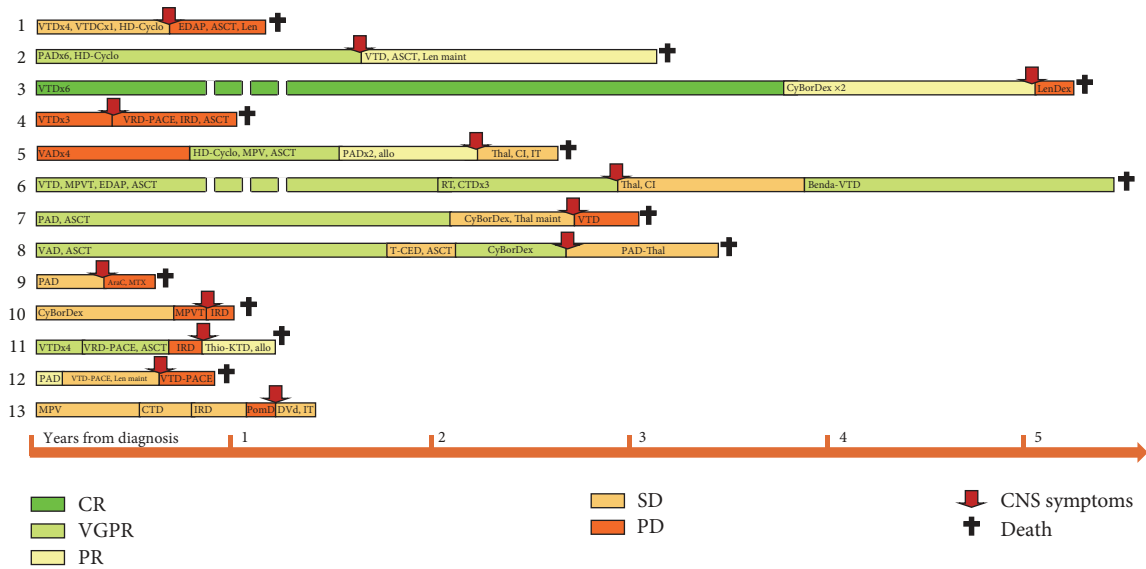 1 VTDx4, VTDCx1, HD-Cyclo EDAP, ASCT, Len
2 PADx6, HD-Cyclo VTD, ASCT, Len maint
3 VTDx6 CyBorDex ×2 LenDex
4 VTDx3 VRD-PACE, IRD, ASCT
5 VADx4 HD-Cyclo, MPV, ASCT PADx2, allo Thal, CI, IT
6 VTD, MPVT, EDAP, ASCT RT, CTDx3 Thal, CI Benda-VTD
7 PAD, ASCT CyBorDex, Thal maint VTD
8 VAD, ASCT T-CED, ASCT CyBorDex PAD-Thal
9 PAD AraC, MTX
10 CyBorDex MPVT IRD
11 VTDx4 VRD-PACE, ASCT IRD Thio-KTD, allo
12 PAD VTD-PACE, Len maint VTD-PACE
13 MPV CTD IRD PomD DVd, IT
Years from diagnosis 1 2 3 4 5
CR SD CNS symptoms
VGPR PD Death
PR